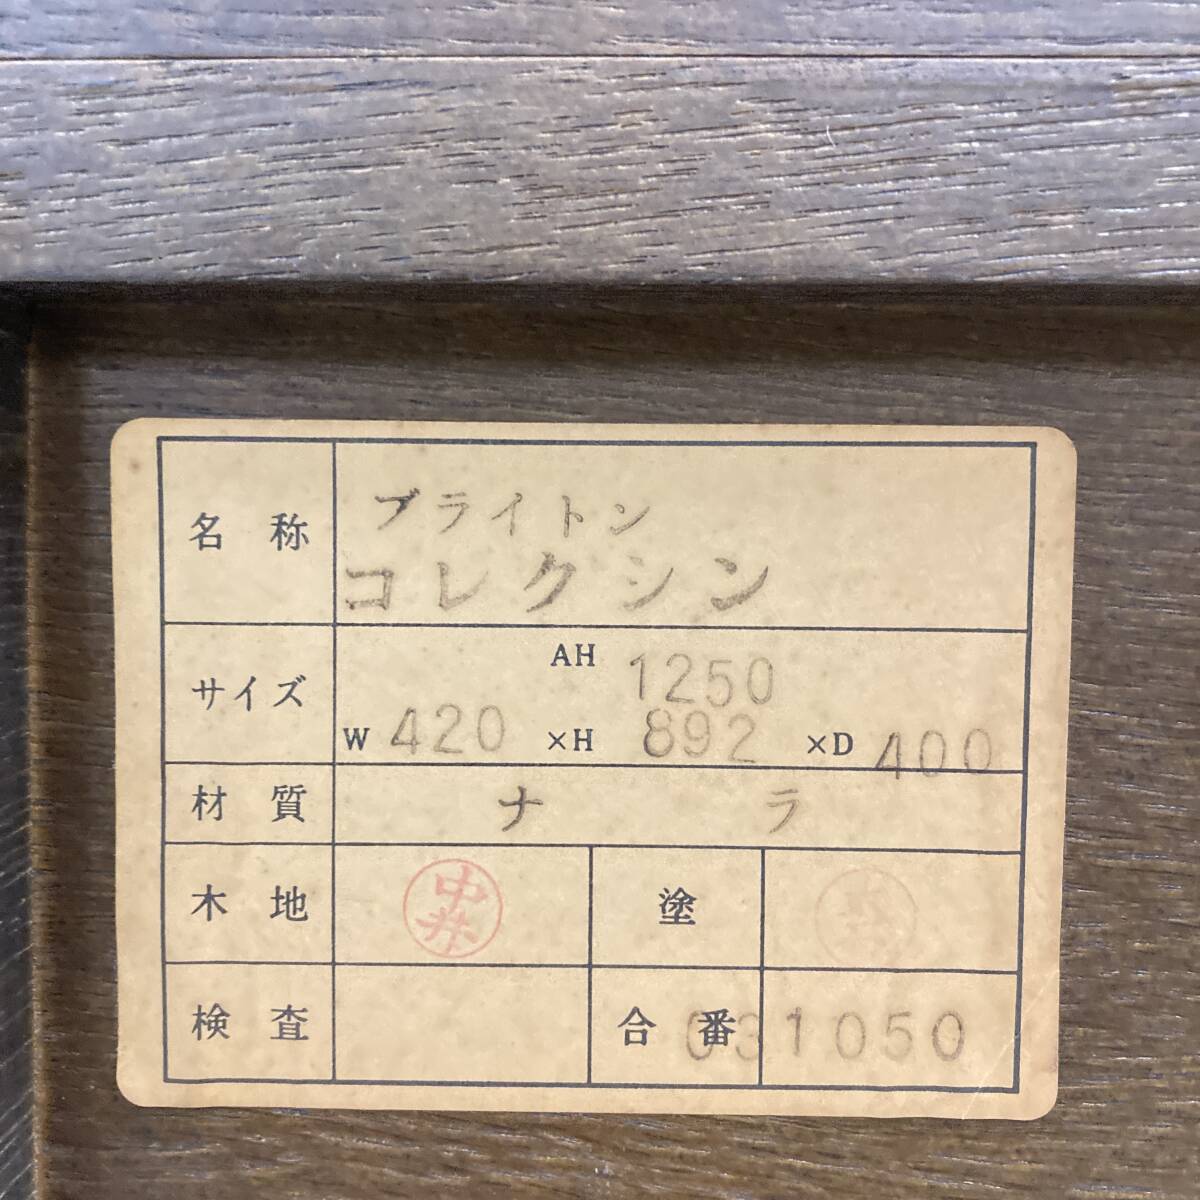 名称 ブライトン
コレクシン
サイズ AH 1250
W 420 ×H 892 ×D 400
材質 ナラ
木地 中井 塗
検査 合番 031050